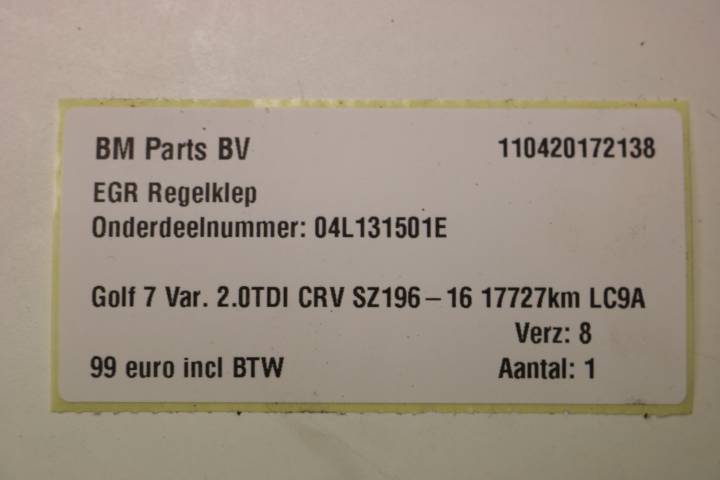 BM Parts BV 110420172138
EGR Regelklep
Onderdeelnummer: 04L131501E
Golf 7 Var. 2.0TDI CRV SZ196–16 17727km LC9A
Verz: 8
99 euro incl BTW Aantal: 1